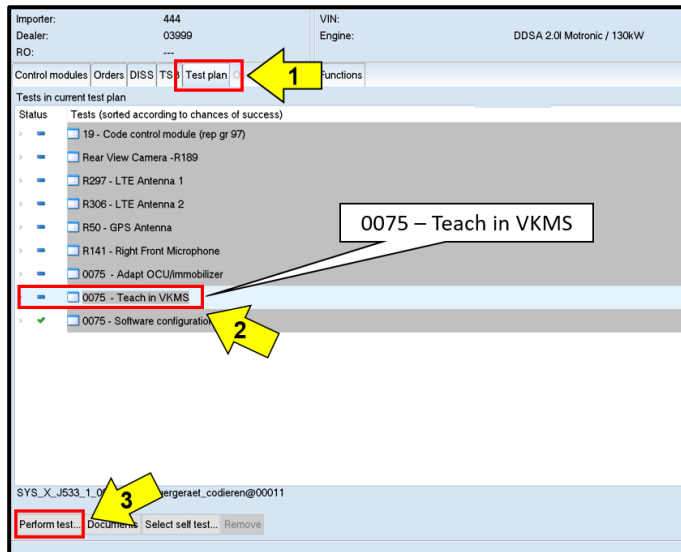 Importer: 444 VIN:
Dealer: 03999 Engine: DDSA 2.0l Motronic / 130kW
RO: ---
Control modules Orders DISS TSB Test plan 1 Functions
Tests in current test plan
Status Tests (sorted according to chances of success)
19 - Code control module (rep gr 97)
Rear View Camera -R189
R297 - LTE Antenna 1
R306 - LTE Antenna 2
R50 - GPS Antenna
0075 – Teach in VKMS
R141 - Right Front Microphone
0075 - Adapt OCU/immobilizer
0075 - Teach in VKMS
0075 - Software configuration
2
SYS_X_J533_1_ ergeraet_codieren@00011
3
Perform test... Documents Select self test... Remove